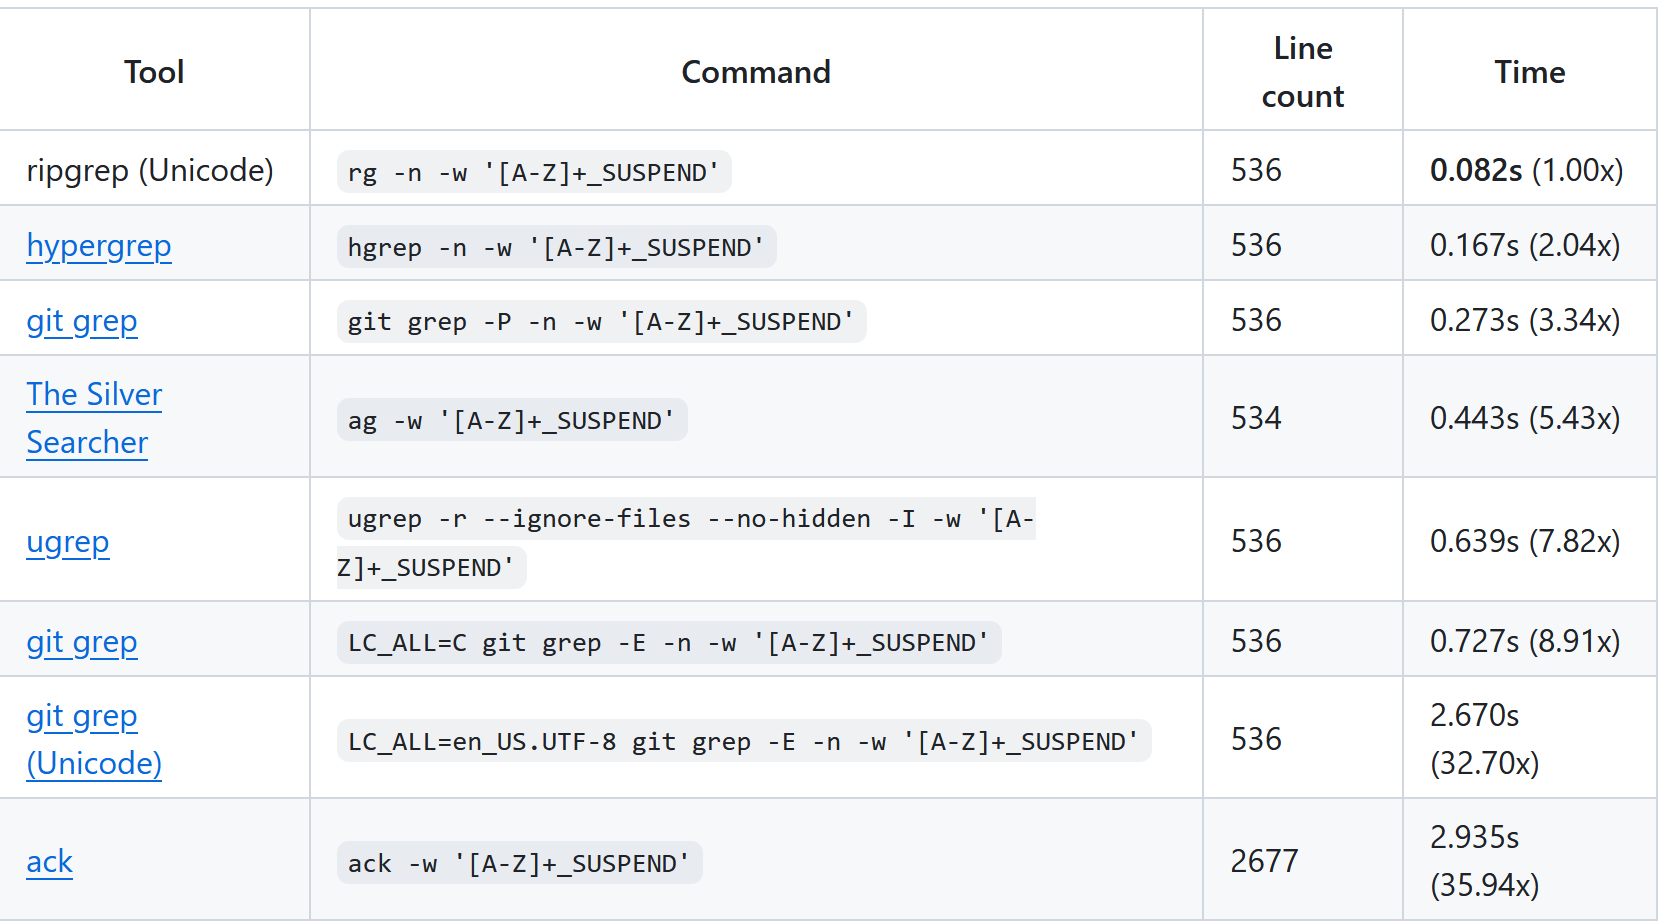 Tool Command Line count Time
ripgrep (Unicode) rg -n -w '[A-Z]+_SUSPEND' 536 0.082s (1.00x)
hypergrep hgrep -n -w '[A-Z]+_SUSPEND' 536 0.167s (2.04x)
git grep git grep -P -n -w '[A-Z]+_SUSPEND' 536 0.273s (3.34x)
The Silver Searcher ag -w '[A-Z]+_SUSPEND' 534 0.443s (5.43x)
ugrep ugrep -r --ignore-files --no-hidden -I -w '[A-Z]+_SUSPEND' 536 0.639s (7.82x)
git grep LC_ALL=C git grep -E -n -w '[A-Z]+_SUSPEND' 536 0.727s (8.91x)
git grep (Unicode) LC_ALL=en_US.UTF-8 git grep -E -n -w '[A-Z]+_SUSPEND' 536 2.670s (32.70x)
ack ack -w '[A-Z]+_SUSPEND' 2677 2.935s (35.94x)